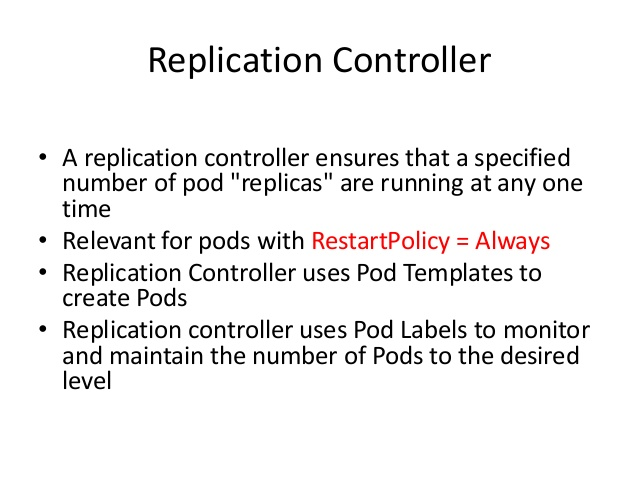 Replication Controller
• A replication controller ensures that a specified
number of pod "replicas" are running at any one
time
• Relevant for pods with RestartPolicy = Always
• Replication Controller uses Pod Templates to
create Pods
• Replication controller uses Pod Labels to monitor
and maintain the number of Pods to the desired
level